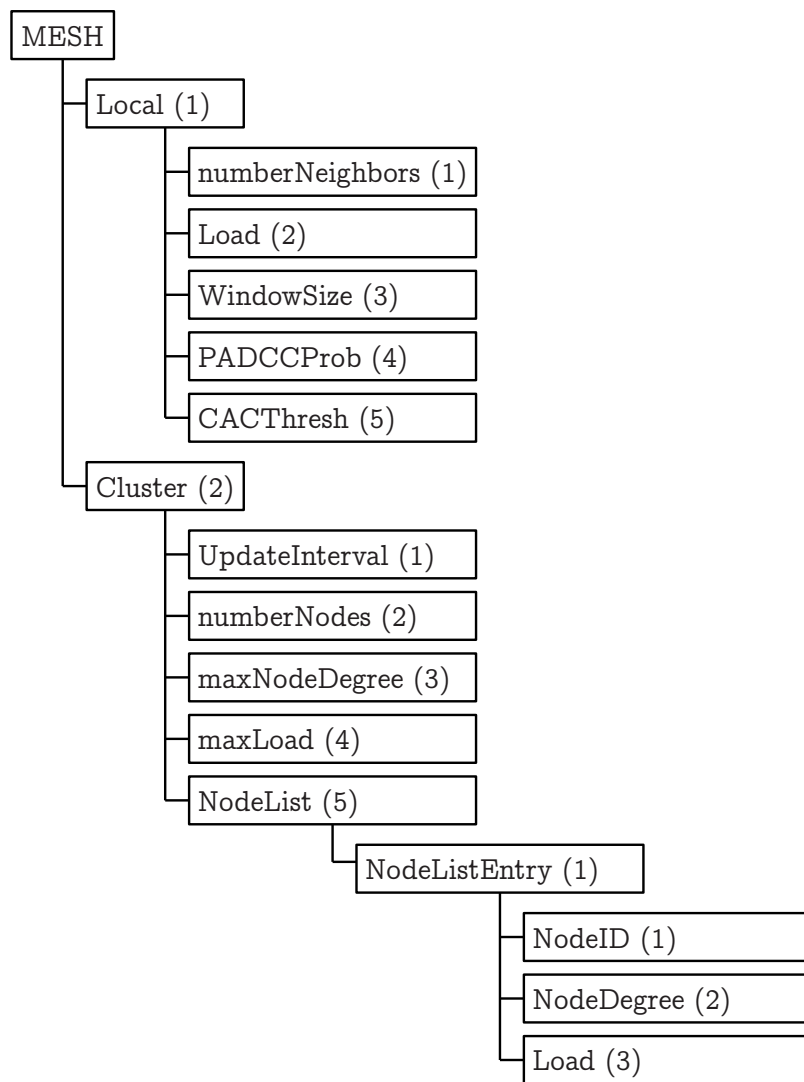 MESH
Local (1)
numberNeighbors (1)
Load (2)
WindowSize (3)
PADCCProb (4)
CACThresh (5)
Cluster (2)
UpdateInterval (1)
numberNodes (2)
maxNodeDegree (3)
maxLoad (4)
NodeList (5)
NodeListEntry (1)
NodeID (1)
NodeDegree (2)
Load (3)